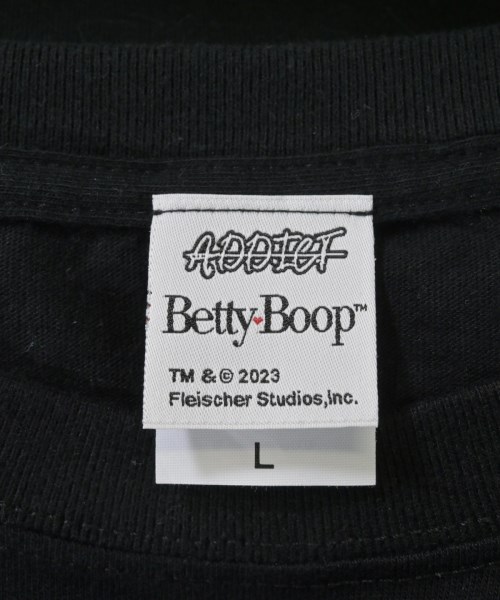 ADDICT
Betty Boop™
TM & © 2023
Fleischer Studios,Inc.
L